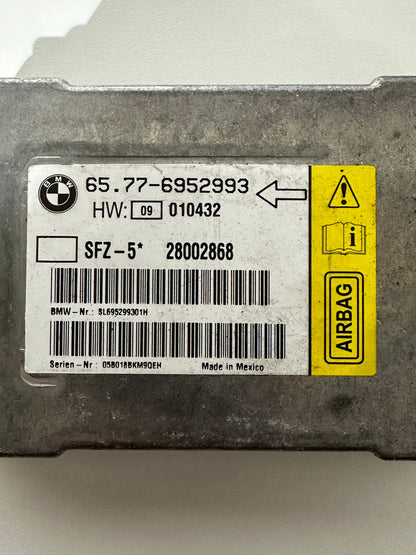 BMW
65.77-6952993
HW: 09 010432
SFZ-5* 28002868
BMW-Nr: SL695299301H
Serien-Nr: 05B018BKM9QEH Made in Mexico
AIRBAG